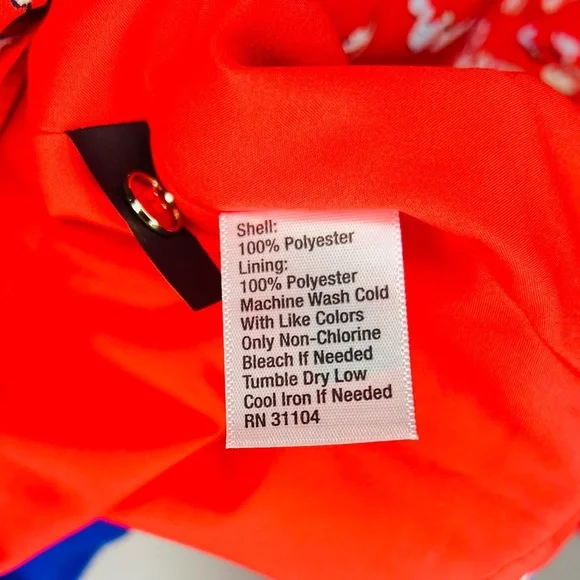 Shell:
100% Polyester
Lining:
100% Polyester
Machine Wash Cold
With Like Colors
Only Non-Chlorine
Bleach If Needed
Tumble Dry Low
Cool Iron If Needed
RN 31104